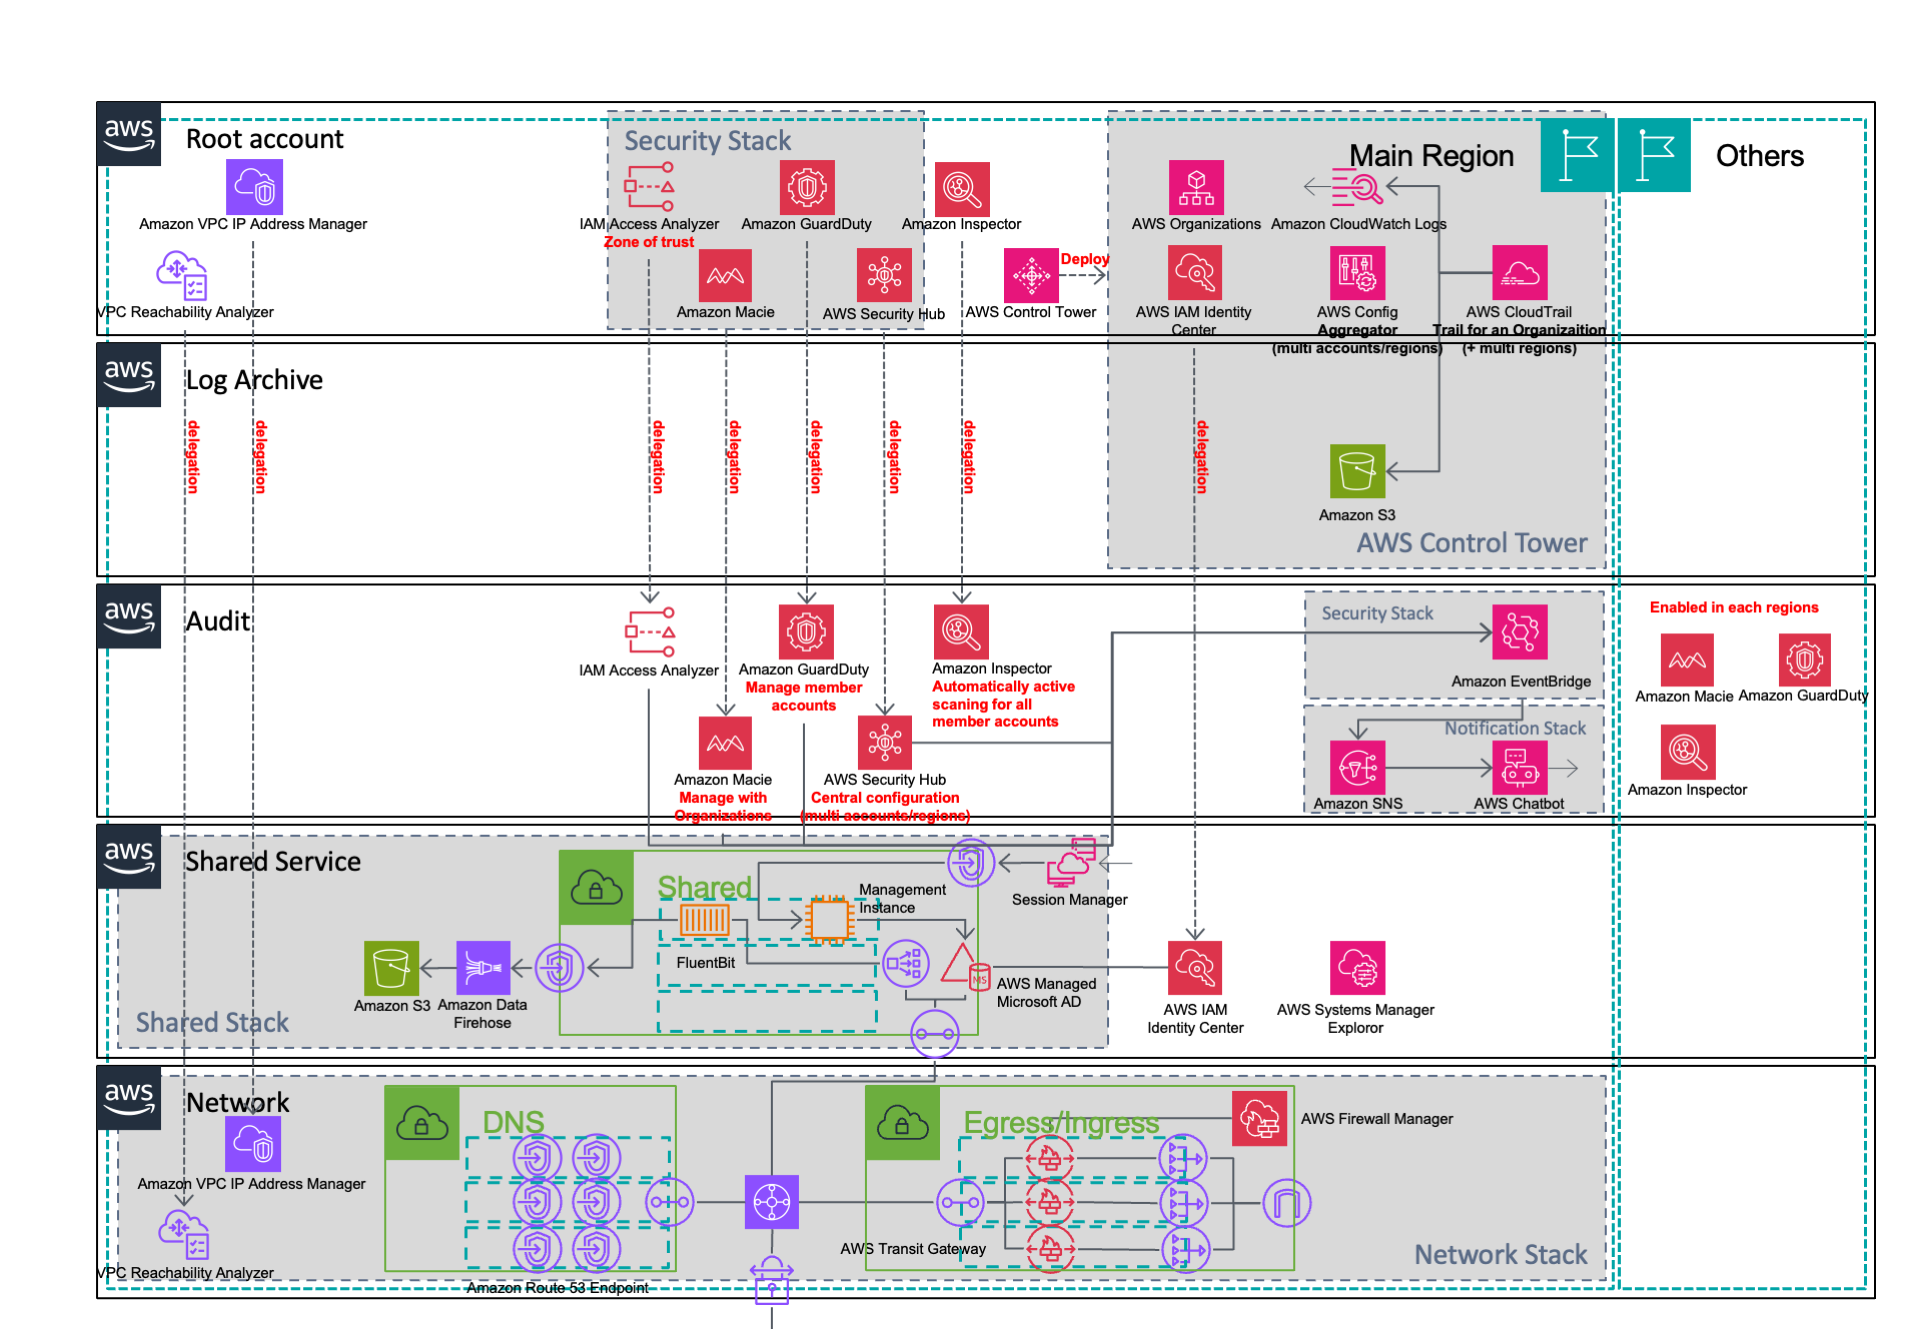 aws
Root account
Security Stack
Main Region
Others
Amazon VPC IP Address Manager
IAM Access Analyzer
Zone of trust
Amazon GuardDuty
Amazon Inspector
AWS Organizations
Amazon CloudWatch Logs
Deploy
VPC Reachability Analyzer
Amazon Macie
AWS Security Hub
AWS Control Tower
AWS IAM Identity
Center
AWS Config
Aggregator
(multi accounts/regions)
AWS CloudTrail
Trail for an Organizaition
(+ multi regions)
aws
Log Archive
delegation
delegation
delegation
delegation
delegation
delegation
delegation
delegation
Amazon S3
AWS Control Tower
aws
Audit
IAM Access Analyzer
Amazon GuardDuty
Manage member
accounts
Amazon Inspector
Automatically active
scaning for all
member accounts
Security Stack
Amazon EventBridge
Enabled in each regions
Amazon Macie
Amazon GuardDuty
Amazon Macie
Manage with
Organizations
AWS Security Hub
Central configuration
(multi accounts/regions)
Notification Stack
Amazon SNS
AWS Chatbot
Amazon Inspector
aws
Shared Service
Shared
Management
Instance
Session Manager
FluentBit
Amazon S3
Amazon Data
Firehose
MS
AWS Managed
Microsoft AD
AWS IAM
Identity Center
AWS Systems Manager
Exploror
Shared Stack
aws
Network
DNS
Egress/Ingress
AWS Firewall Manager
Amazon VPC IP Address Manager
VPC Reachability Analyzer
AWS Transit Gateway
Amazon Route 53 Endpoint
Network Stack